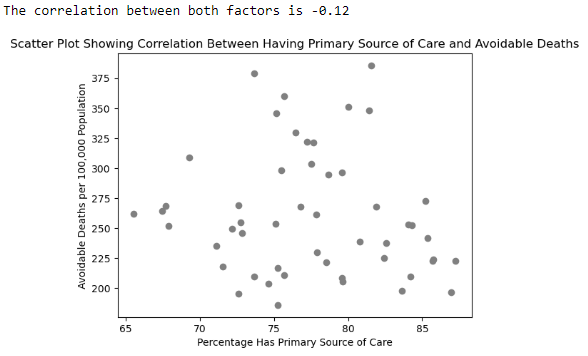 The correlation between both factors is -0.12
Scatter Plot Showing Correlation Between Having Primary Source of Care and Avoidable Deaths
Avoidable Deaths per 100,000 Population
375
350
325
300
275
250
225
200
65 70 75 80 85
Percentage Has Primary Source of Care